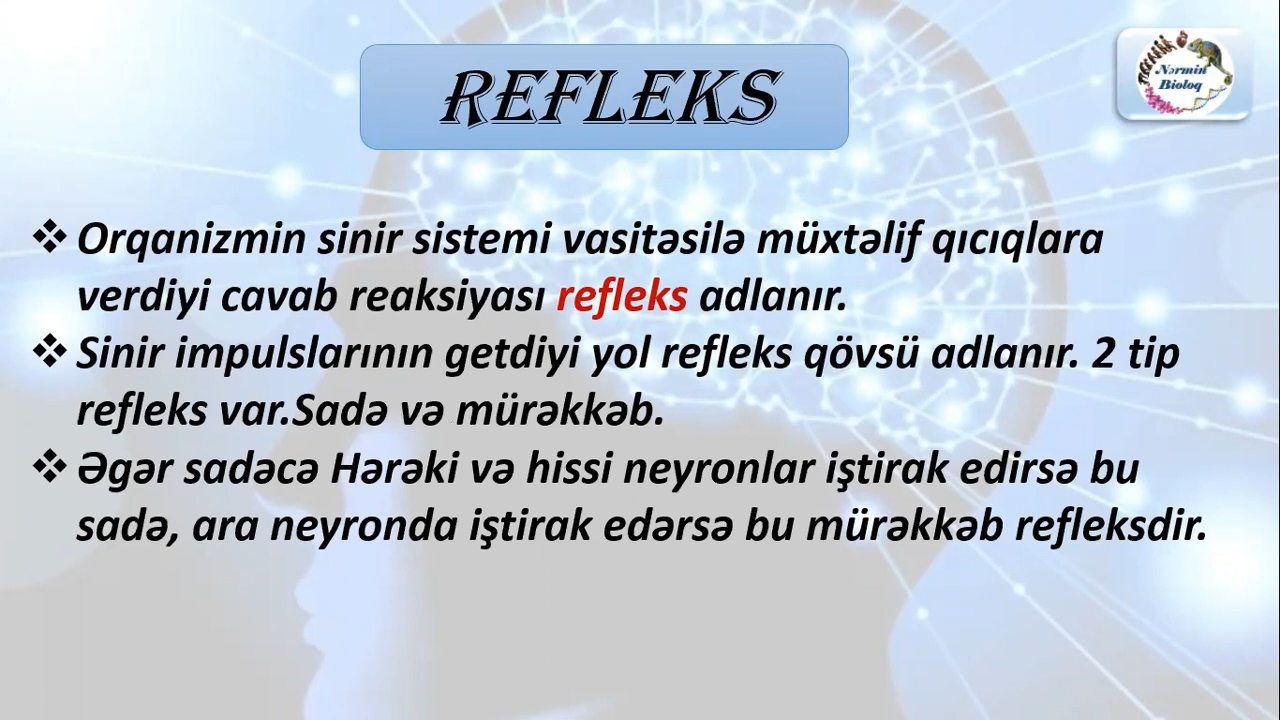 REFLEKS
Nərmin
Bioloq
❖ Orqanizmin sinir sistemi vasitəsilə müxtəlif qıcıqlara
verdiyi cavab reaksiyası refleks adlanır.
❖ Sinir impulslarının getdiyi yol refleks qövsü adlanır. 2 tip
refleks var.Sadə və mürəkkəb.
❖ Əgər sadəcə Hərəki və hissi neyronlar iştirak edirsə bu
sadə, ara neyronda iştirak edərsə bu mürəkkəb refleksdir.